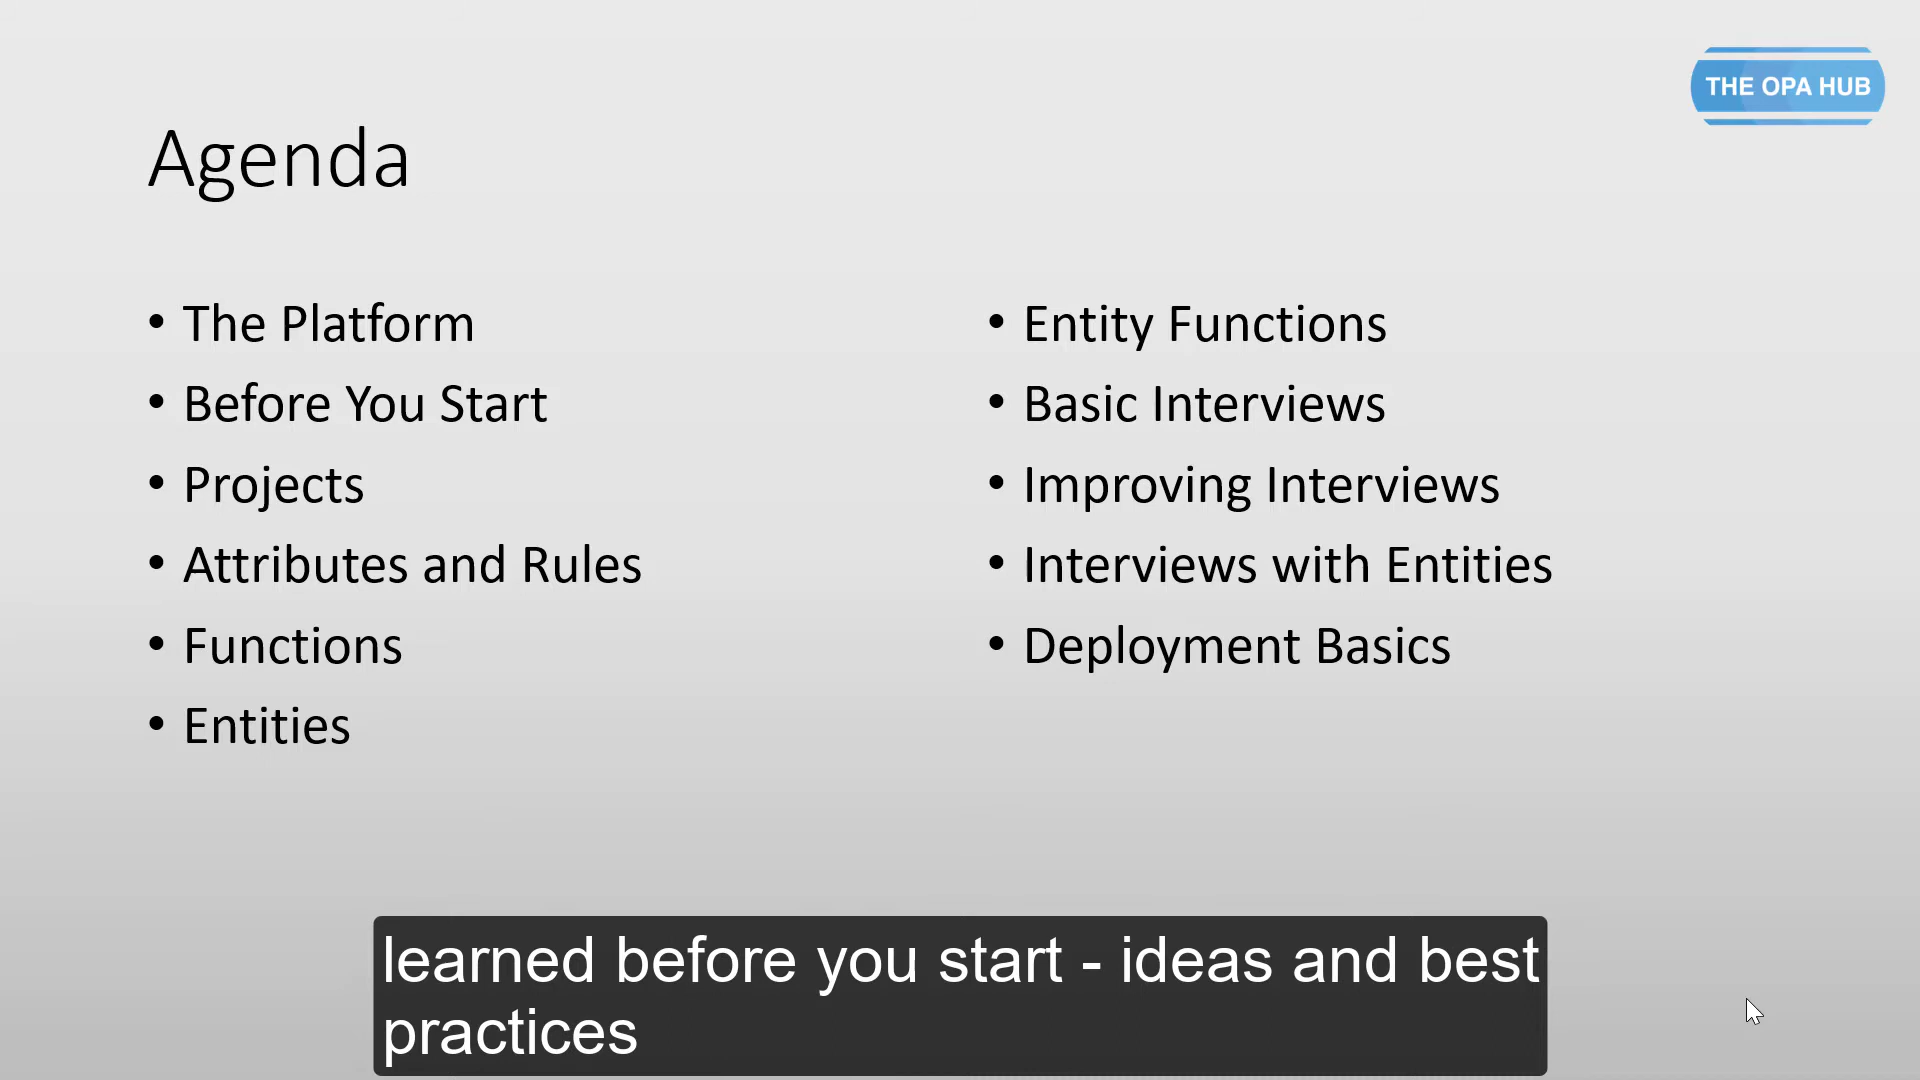 THE OPA HUB
Agenda
• The Platform
• Before You Start
• Projects
• Attributes and Rules
• Functions
• Entities
• Entity Functions
• Basic Interviews
• Improving Interviews
• Interviews with Entities
• Deployment Basics
learned before you start - ideas and best
practices